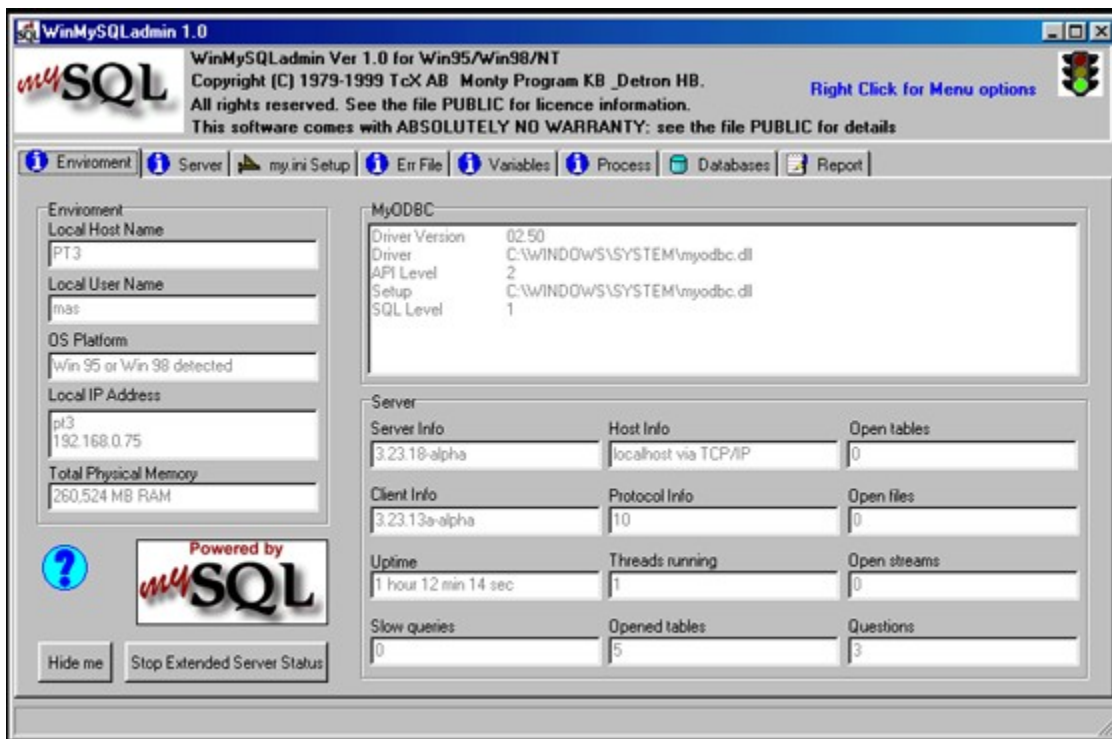 WinMySQLadmin 1.0
mySQL
WinMySQLadmin Ver 1.0 for Win95/Win98/NT
Copyright (C) 1979-1999 TcX AB Monty Program KB _Detron HB.
All rights reserved. See the file PUBLIC for licence information.
This software comes with ABSOLUTELY NO WARRANTY: see the file PUBLIC for details
Right Click for Menu options
Enviroment Server my.ini Setup Err File Variables Process Databases Report
Enviroment
Local Host Name
PT3
Local User Name
mas
OS Platform
Win 95 or Win 98 detected
Local IP Address
pt3
192.168.0.75
Total Physical Memory
260,524 MB RAM
Powered by
mySQL
Hide me
Stop Extended Server Status
MyODBC
Driver Version 02.50
Driver C:\WINDOWS\SYSTEM\myodbc.dll
API Level 2
Setup C:\WINDOWS\SYSTEM\myodbc.dll
SQL Level 1
Server
Server Info Host Info Open tables
3.23.18-alpha localhost via TCP/IP 0
Client Info Protocol Info Open files
3.23.13a-alpha 10 0
Uptime Threads running Open streams
1 hour 12 min 14 sec 1 0
Slow queries Opened tables Questions
0 5 3